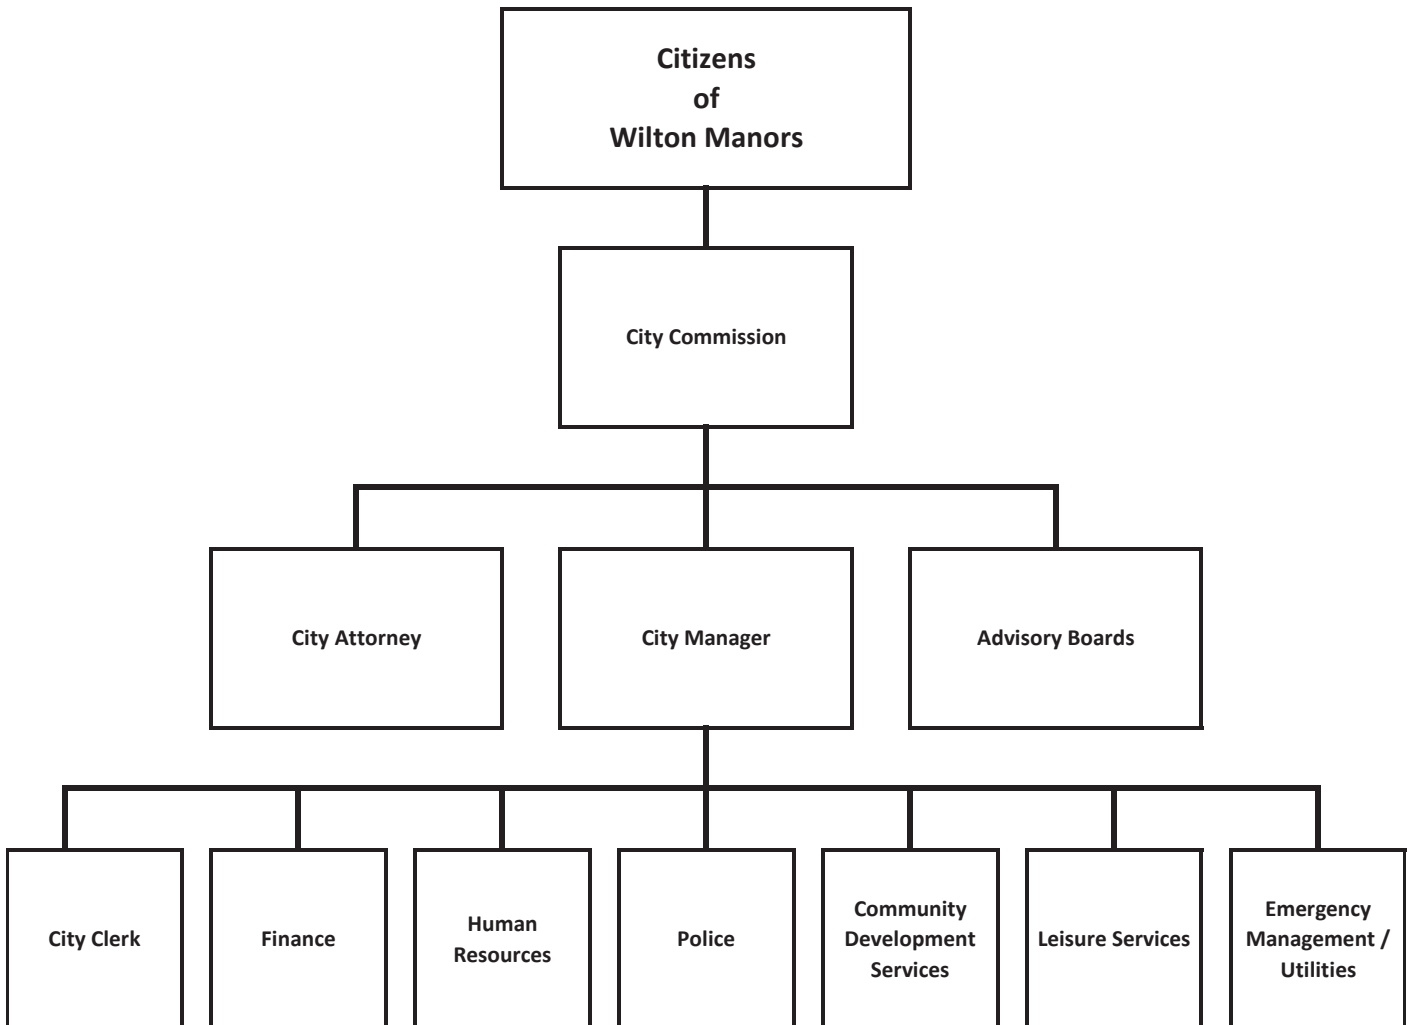 Citizens
of
Wilton Manors
City Commission
City Attorney
City Manager
Advisory Boards
City Clerk
Finance
Human
Resources
Police
Community
Development
Services
Leisure Services
Emergency
Management /
Utilities